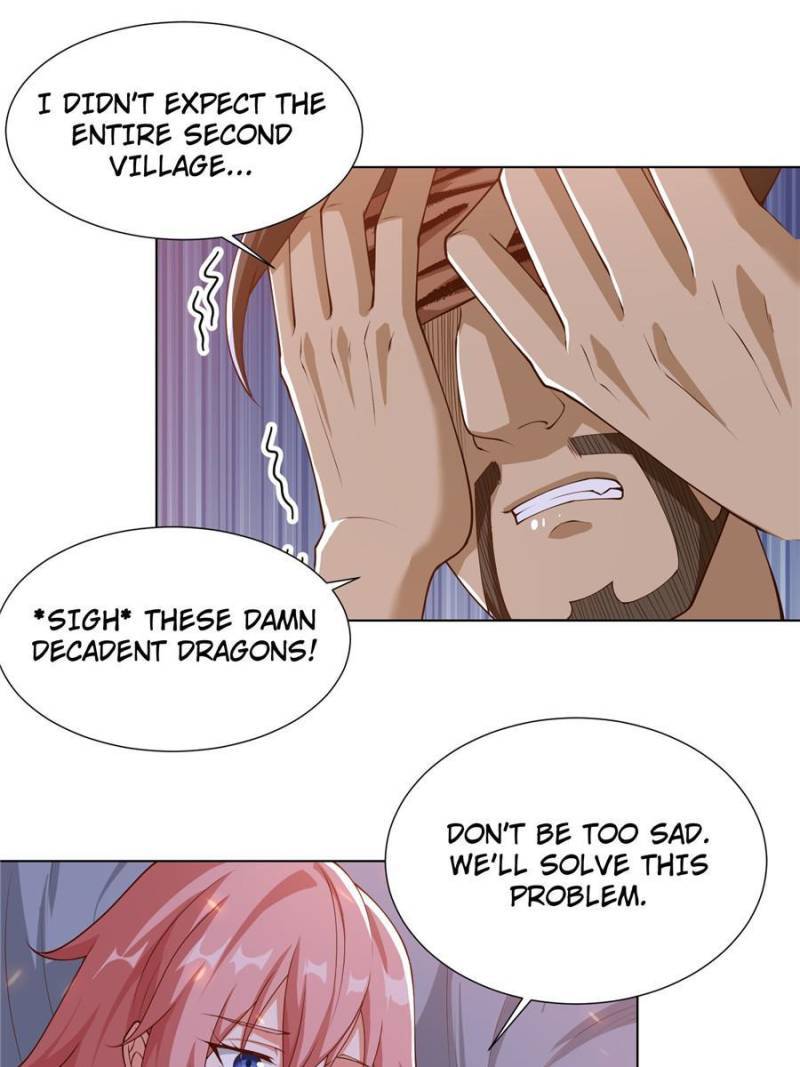 I DIDN'T EXPECT THE
ENTIRE SECOND
VILLAGE...
*SIGH* THESE DAMN
DECADENT DRAGONS!
DON'T BE TOO SAD.
WE'LL SOLVE THIS
PROBLEM.